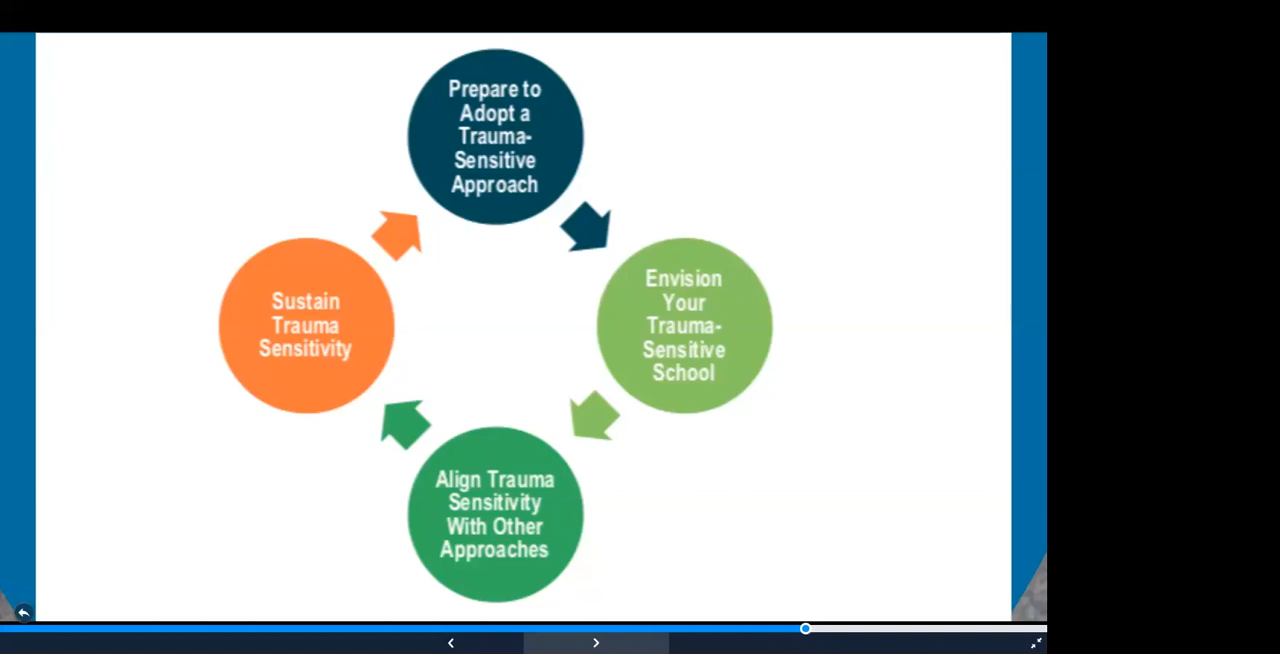 Prepare to
Adopt a
Trauma-
Sensitive
Approach
Envision
Your
Trauma-
Sensitive
School
Align Trauma
Sensitivity
With Other
Approaches
Sustain
Trauma
Sensitivity